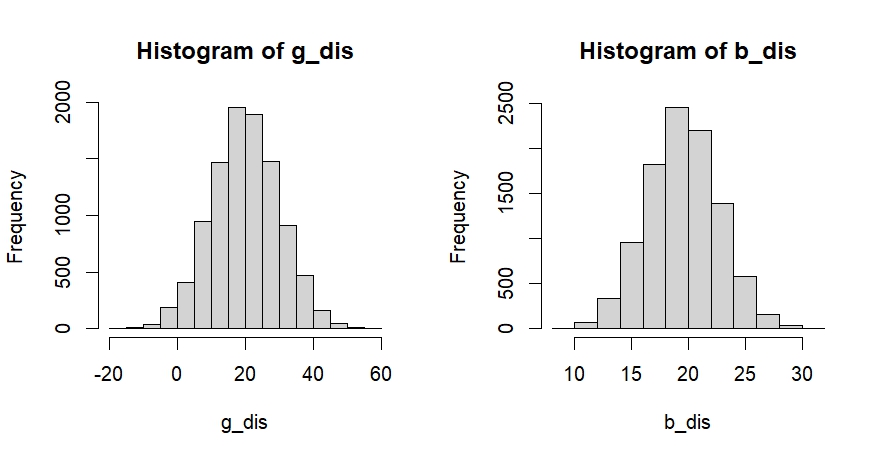 Histogram of g_dis
Frequency
2000
1000
500
0
-20 0 20 40 60
g_dis
Histogram of b_dis
Frequency
2500
1500
500
0
10 15 20 25 30
b_dis